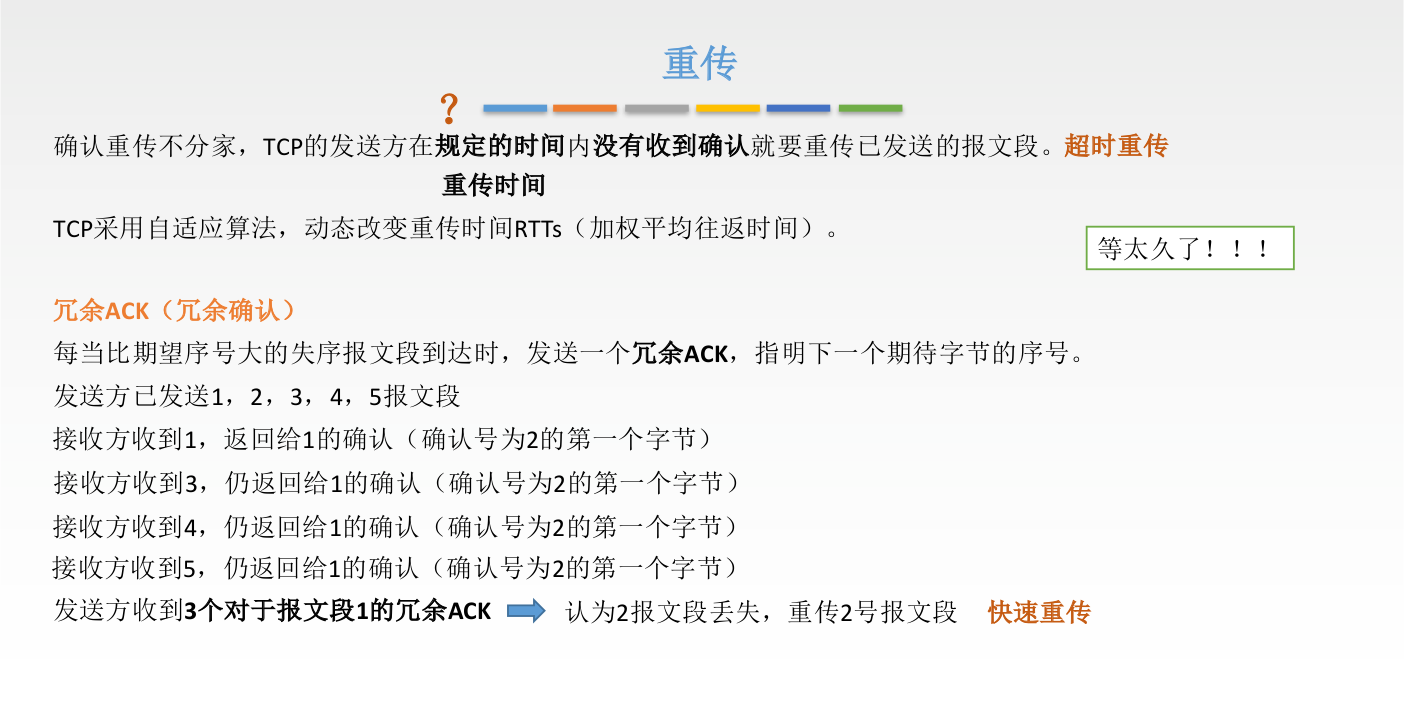 重传
？
确认重传不分家，TCP的发送方在规定的时间内没有收到确认就要重传已发送的报文段。超时重传
重传时间
TCP采用自适应算法，动态改变重传时间RTTs（加权平均往返时间）。
等太久了！！！
冗余ACK（冗余确认）
每当比期望序号大的失序报文段到达时，发送一个冗余ACK，指明下一个期待字节的序号。
发送方已发送1，2，3，4，5报文段
接收方收到1，返回给1的确认（确认号为2的第一个字节）
接收方收到3，仍返回给1的确认（确认号为2的第一个字节）
接收方收到4，仍返回给1的确认（确认号为2的第一个字节）
接收方收到5，仍返回给1的确认（确认号为2的第一个字节）
发送方收到3个对于报文段1的冗余ACK 认为2报文段丢失，重传2号报文段 快速重传